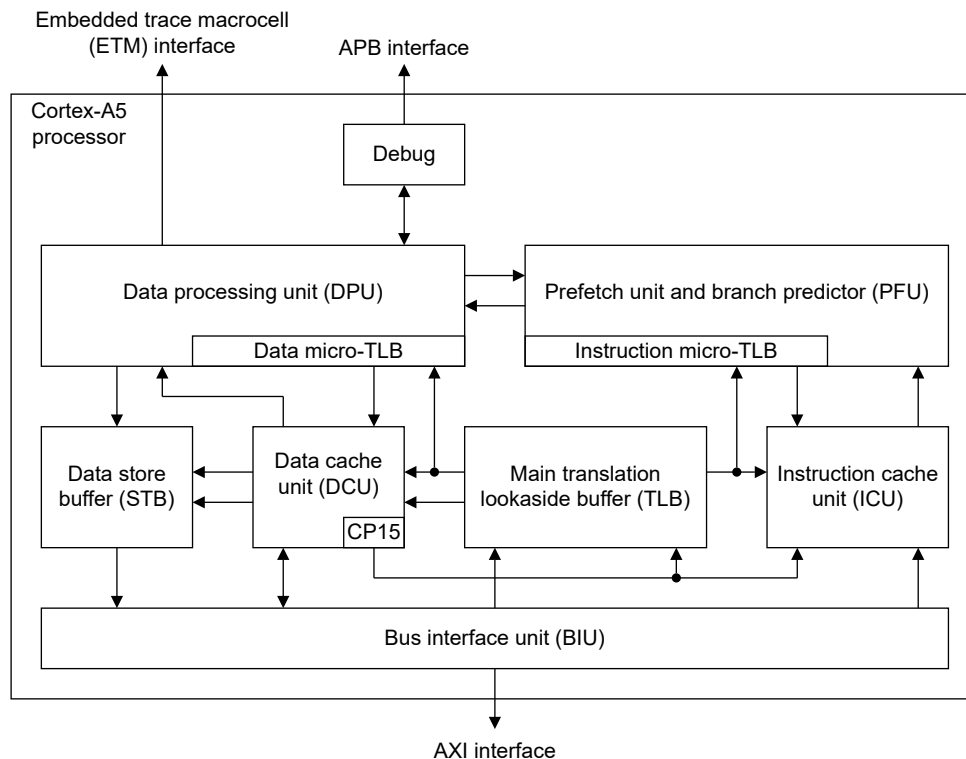 Embedded trace macrocell
(ETM) interface
APB interface
Cortex-A5
processor
Debug
Data processing unit (DPU)
Prefetch unit and branch predictor (PFU)
Data micro-TLB
Instruction micro-TLB
Data store
buffer (STB)
Data cache
unit (DCU)
CP15
Main translation
lookaside buffer (TLB)
Instruction cache
unit (ICU)
Bus interface unit (BIU)
AXI interface